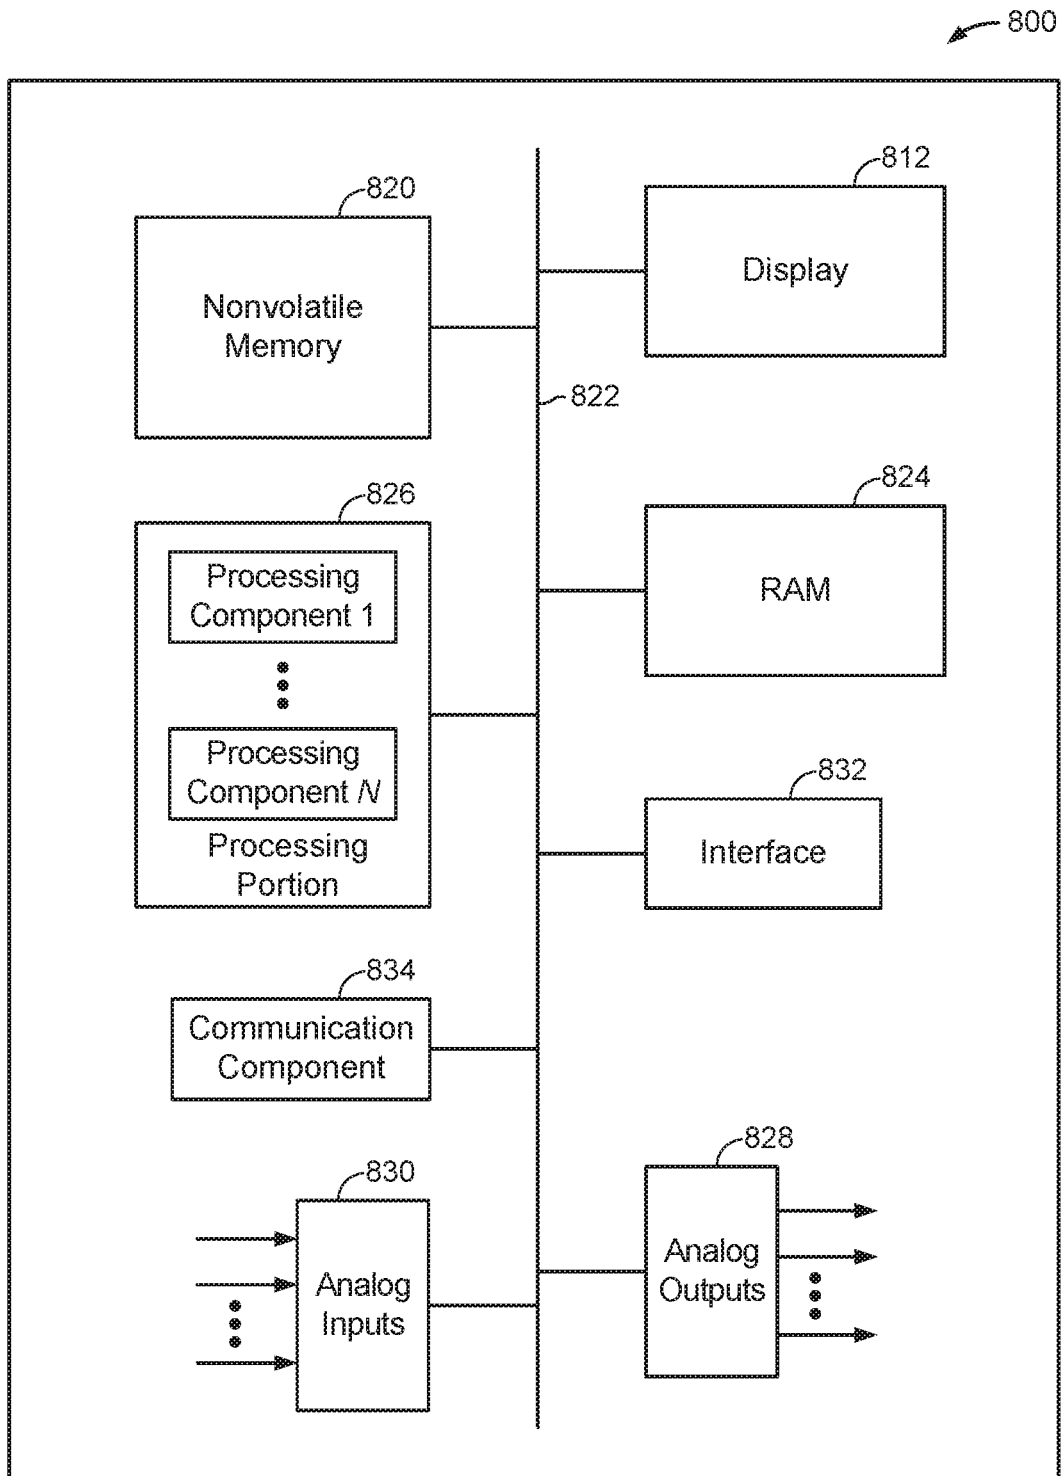 800
820
Nonvolatile
Memory
812
Display
822
826
Processing
Component 1
Processing
Component N
Processing
Portion
824
RAM
832
Interface
834
Communication
Component
830
Analog
Inputs
828
Analog
Outputs